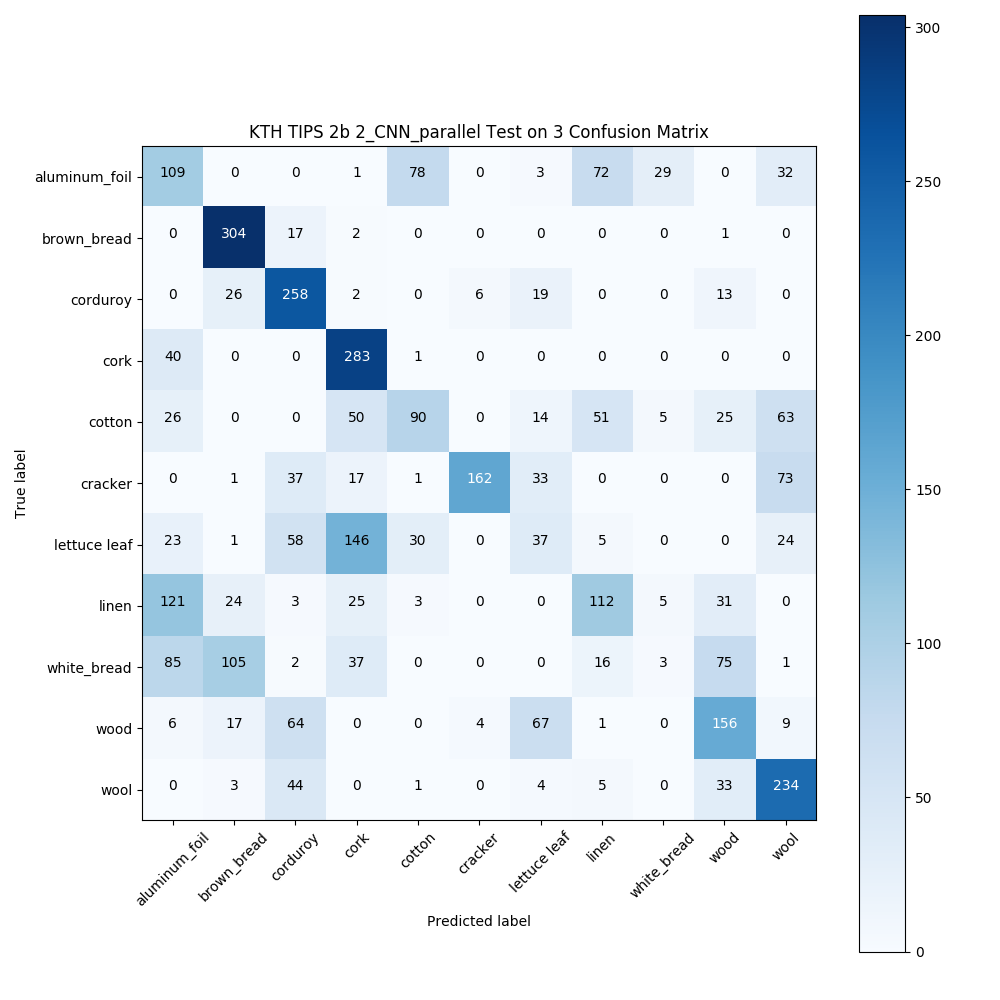 KTH TIPS 2b 2_CNN_parallel Test on 3 Confusion Matrix
aluminum_foil 109 0 0 1 78 0 3 72 29 0 32
brown_bread 0 304 17 2 0 0 0 0 0 1 0
corduroy 0 26 258 2 0 6 19 0 0 13 0
cork 40 0 0 283 1 0 0 0 0 0 0
cotton 26 0 0 50 90 0 14 51 5 25 63
cracker 0 1 37 17 1 162 33 0 0 0 73
lettuce leaf 23 1 58 146 30 0 37 5 0 0 24
linen 121 24 3 25 3 0 0 112 5 31 0
white_bread 85 105 2 37 0 0 0 16 3 75 1
wood 6 17 64 0 0 4 67 1 0 156 9
wool 0 3 44 0 1 0 4 5 0 33 234
aluminum_foil brown_bread corduroy cork cotton cracker lettuce leaf linen white_bread wood wool
Predicted label
True label
300
250
200
150
100
50
0